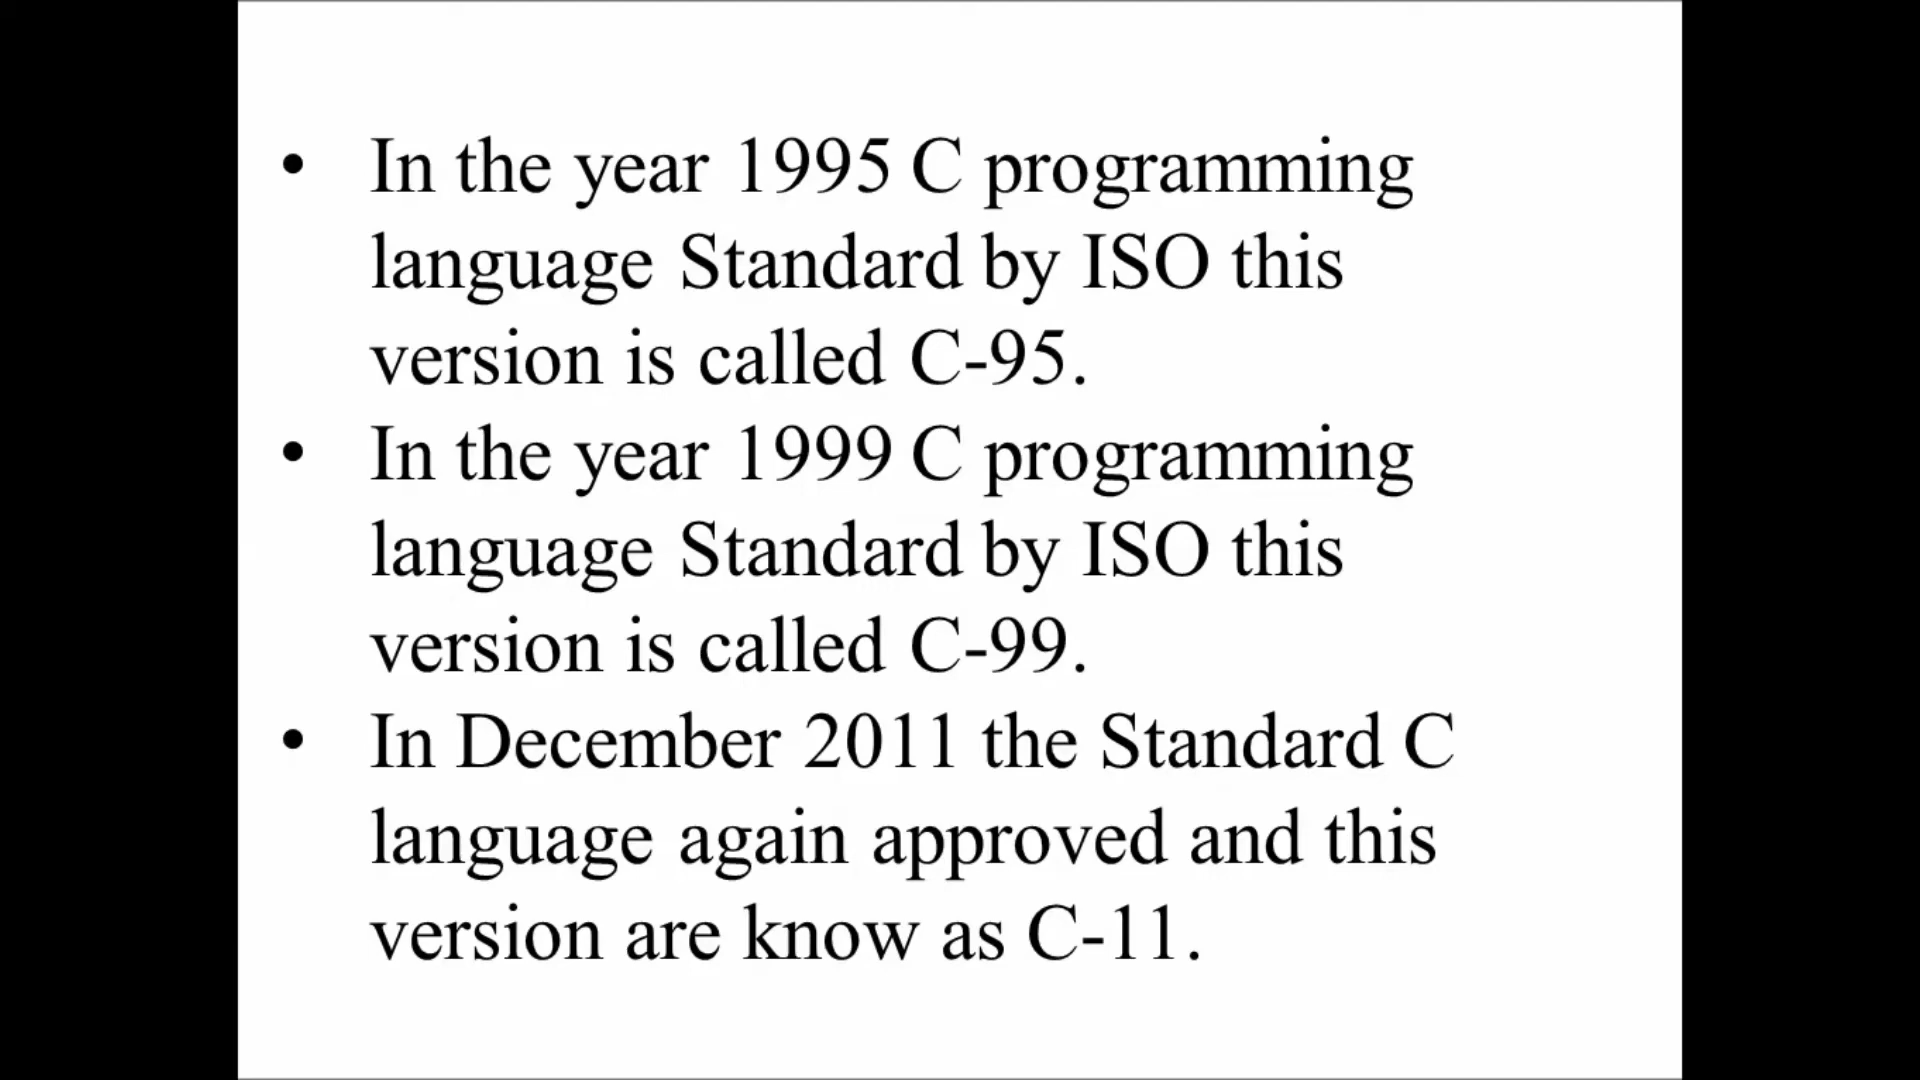 • In the year 1995 C programming
language Standard by ISO this
version is called C-95.
• In the year 1999 C programming
language Standard by ISO this
version is called C-99.
• In December 2011 the Standard C
language again approved and this
version are know as C-11.